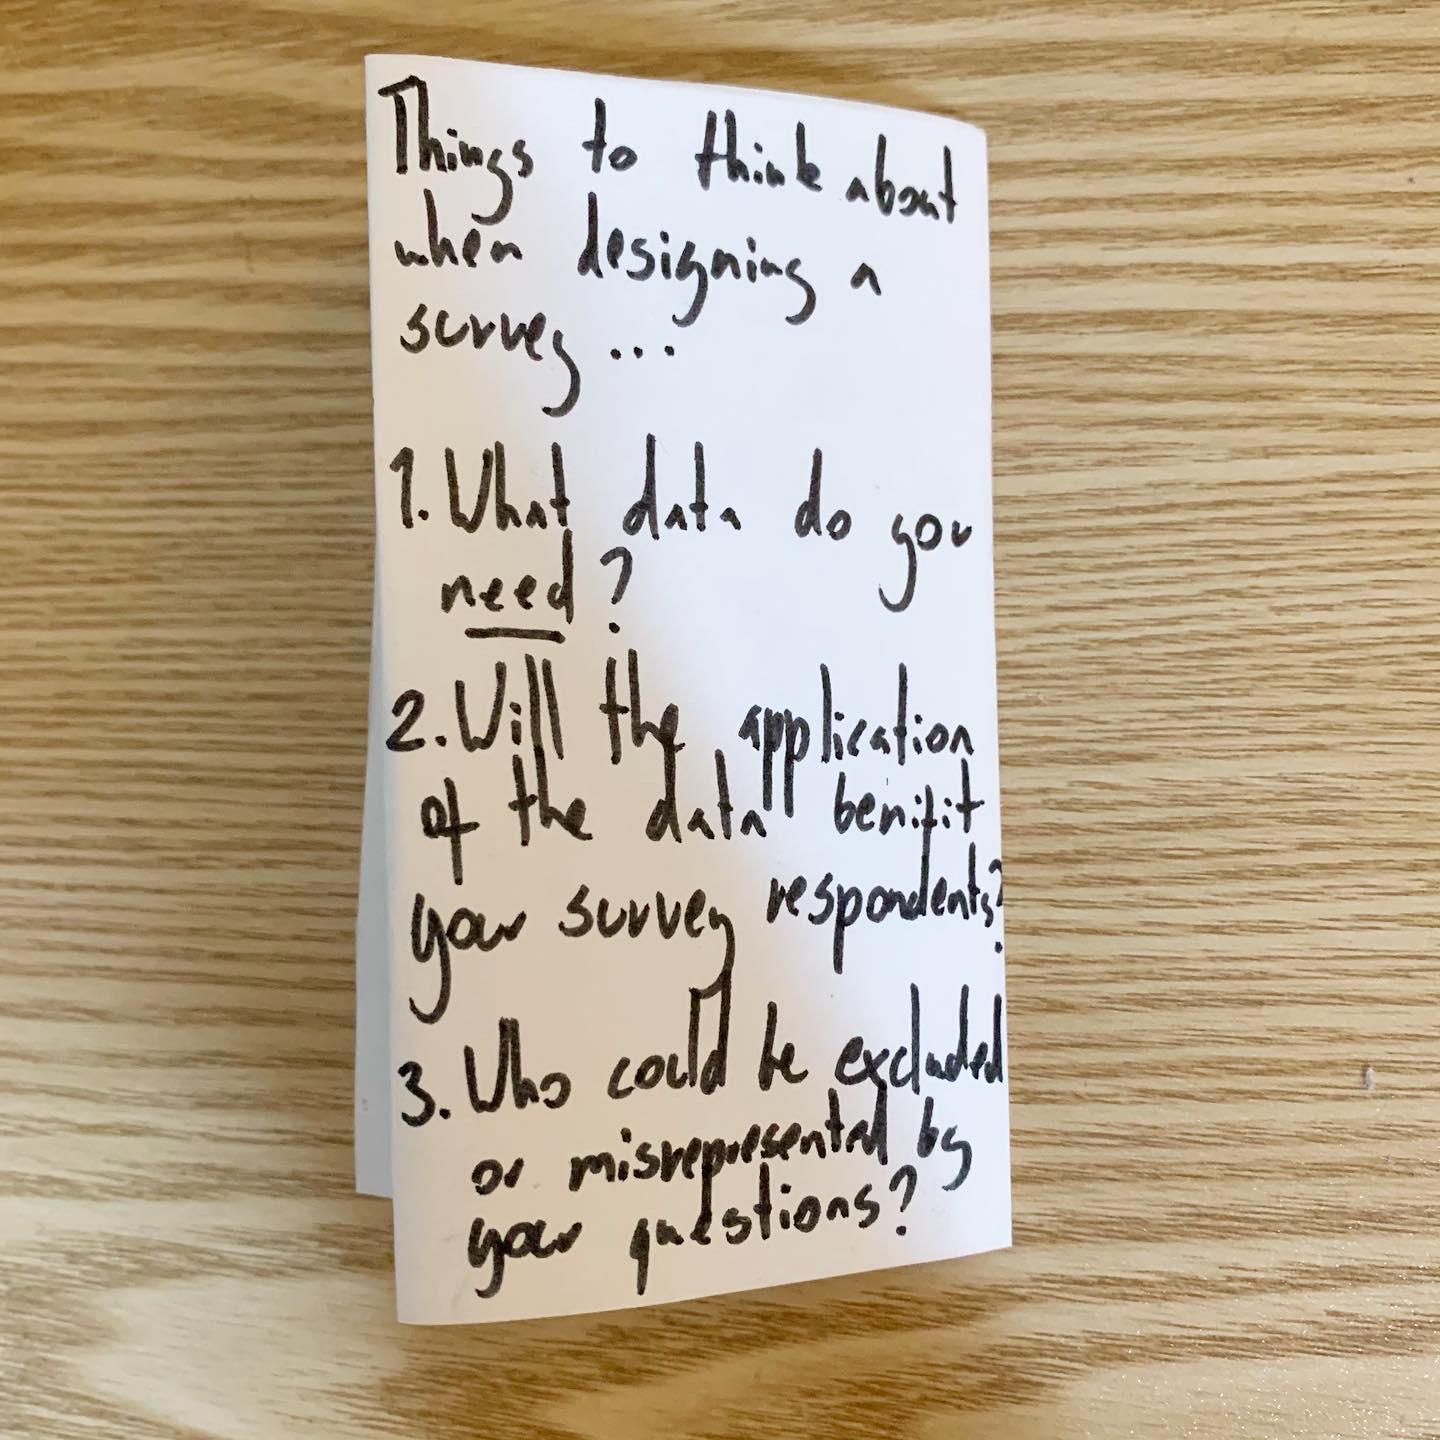 Things to think about
when designing a
survey...
1. What data do you
need?
2. Will the application
of the data benifit
your survey respondents?
3. Who could be excluded
or misrepresented by
your questions?